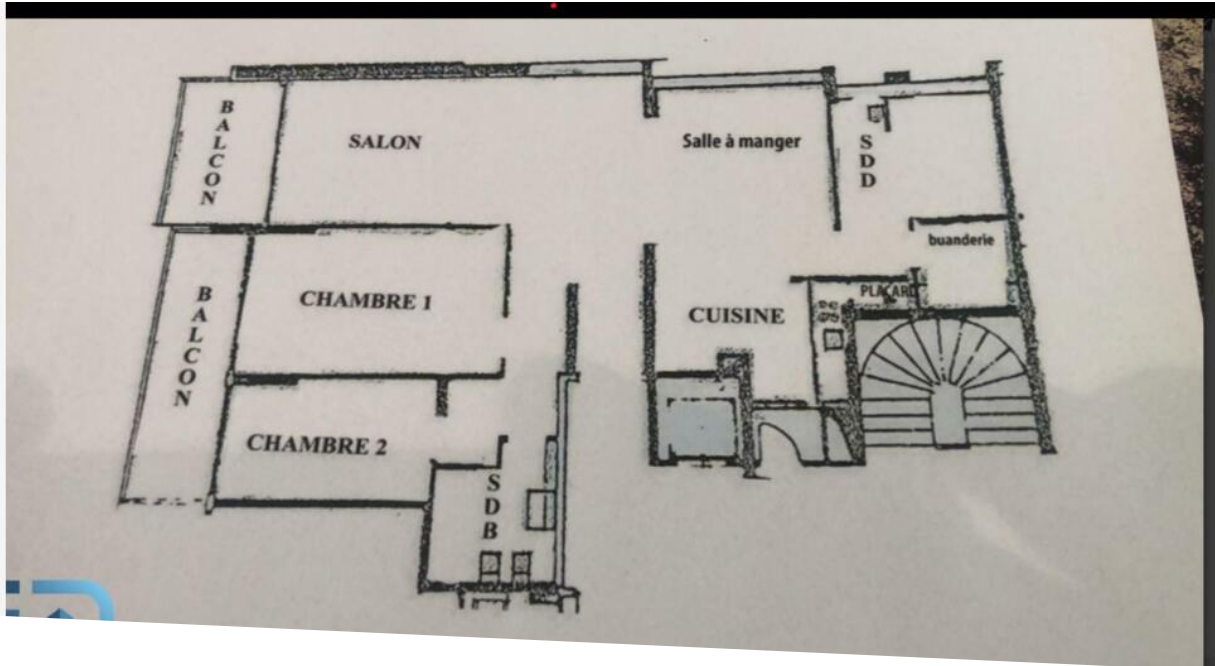 BALCON
SALON
Salle à manger
SDD
buanderie
BALCON
CHAMBRE 1
PLACARD
CUISINE
CHAMBRE 2
SDB